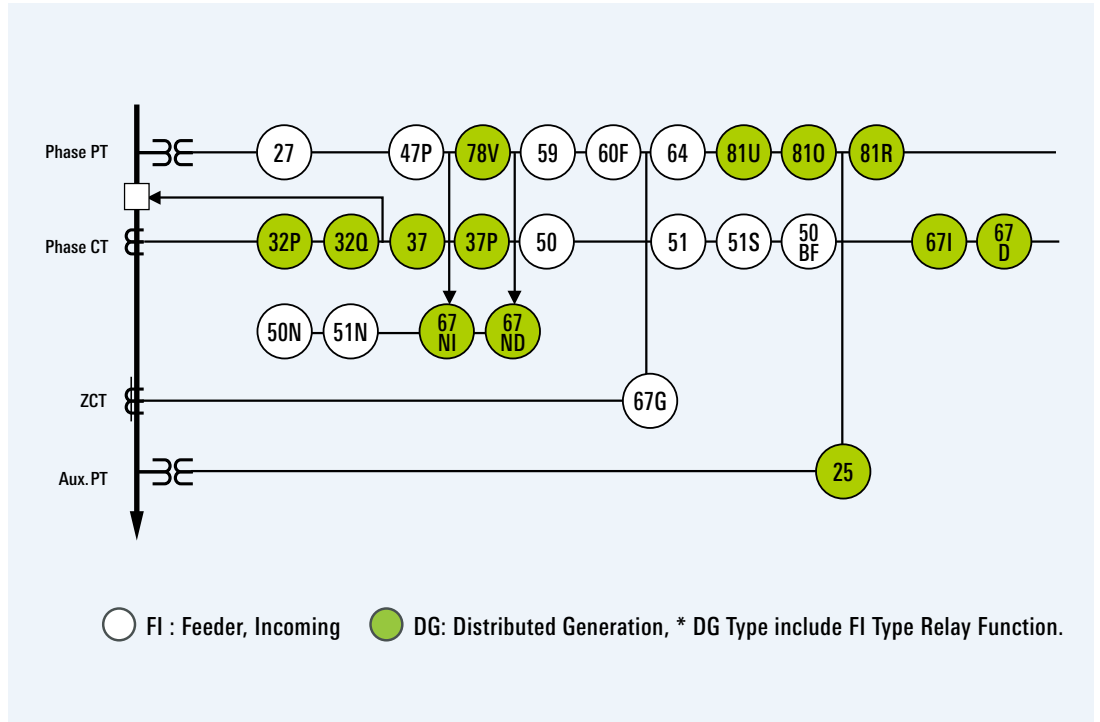 Phase PT
27 47P 78V 59 60F 64 81U 81O 81R
Phase CT
32P 32Q 37 37P 50 51 51S 50 BF 67I 67 D
50N 51N 67 NI 67 ND
ZCT
67G
Aux. PT
25
FI : Feeder, Incoming
DG: Distributed Generation, * DG Type include FI Type Relay Function.